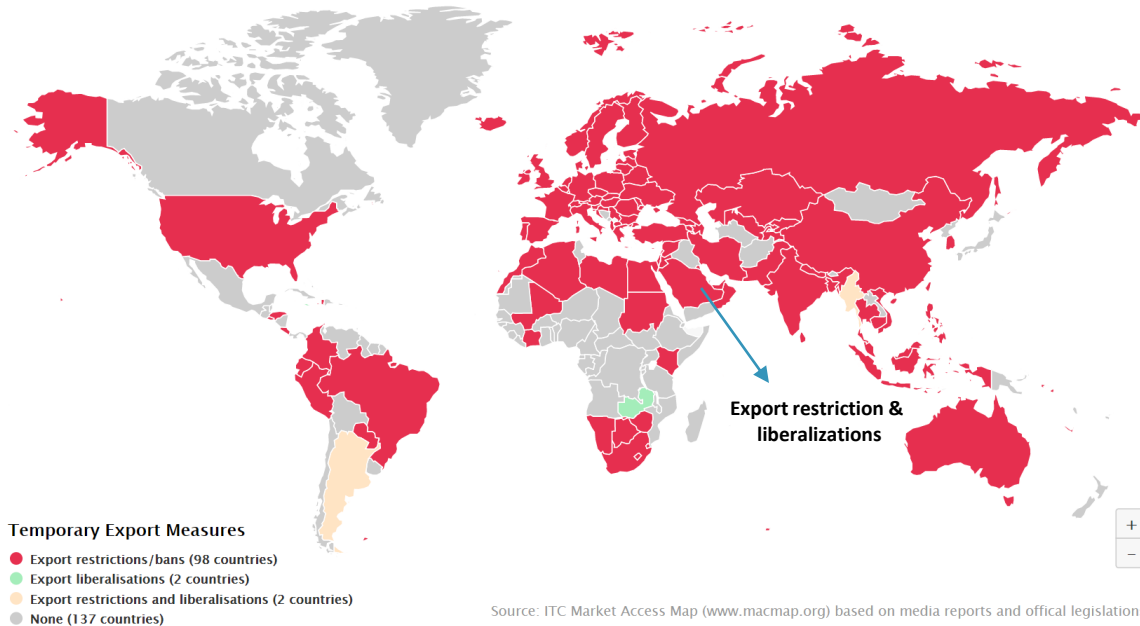 Export restriction &
liberalizations
Temporary Export Measures
Export restrictions/bans (98 countries)
Export liberalisations (2 countries)
Export restrictions and liberalisations (2 countries)
None (137 countries)
+
−
Source: ITC Market Access Map (www.macmap.org) based on media reports and offical legislation